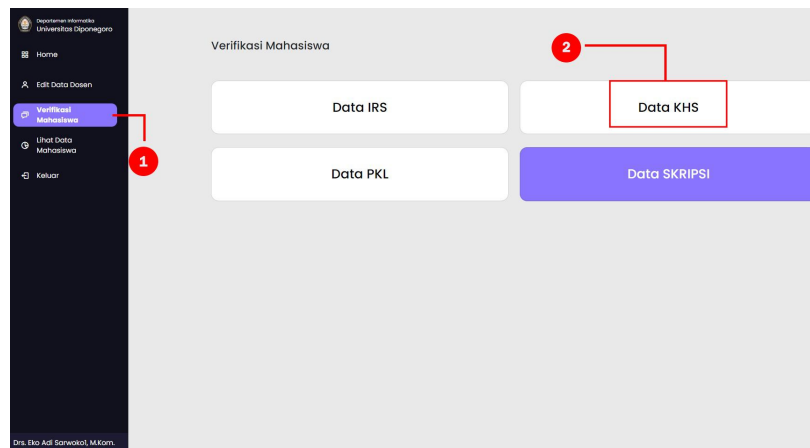 Departemen Informatika
Universitas Diponegoro
Home
Edit Data Dosen
Verifikasi
Mahasiswa
Lihat Data
Mahasiswa
Keluar
Drs. Eko Adi Sarwoko1, M.Kom.
1
Verifikasi Mahasiswa
2
Data IRS
Data KHS
Data PKL
Data SKRIPSI